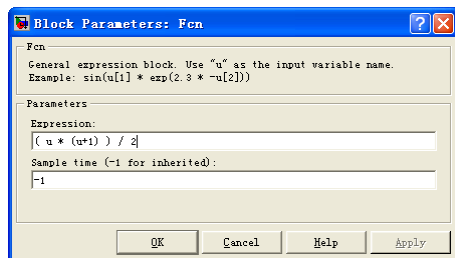 Block Parameters: Fcn
Fcn
General expression block. Use "u" as the input variable name.
Example: sin(u[1] * exp(2.3 * -u[2]))
Parameters
Expression:
( u * (u+1) ) / 2
Sample time (-1 for inherited):
-1
OK Cancel Help Apply